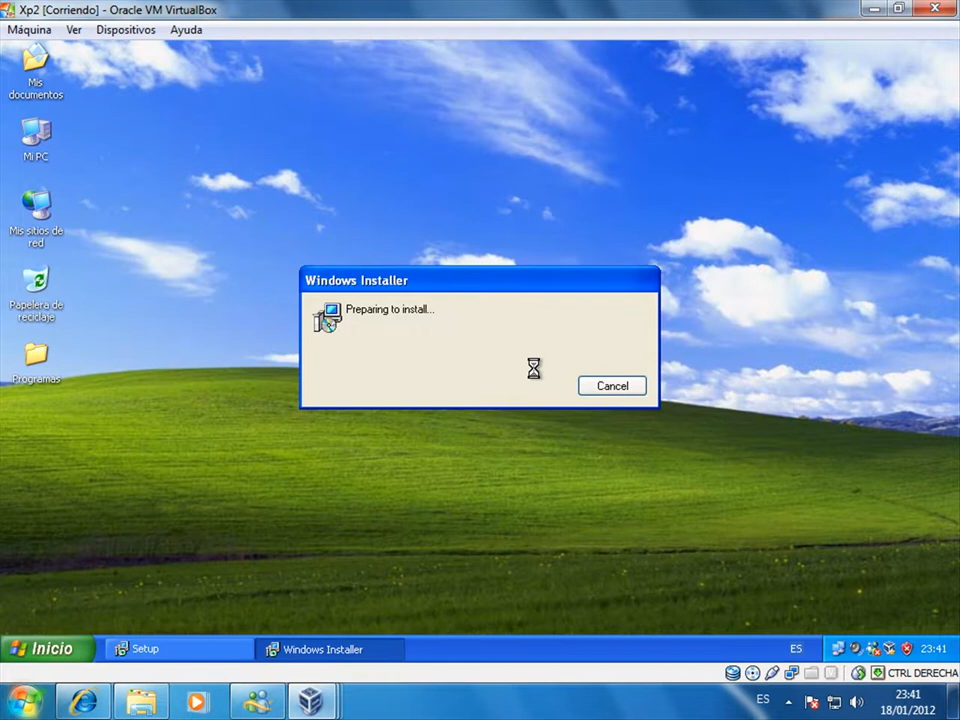 Xp2 [Corriendo] - Oracle VM VirtualBox
Máquina Ver Dispositivos Ayuda
Mis
documentos
Mi PC
Mis sitios de
red
Papelera de
reciclaje
Programas
Windows Installer
Preparing to install...
Cancel
Inicio Setup Windows Installer ES 23:41
CTRL DERECHA
ES 23:41
18/01/2012